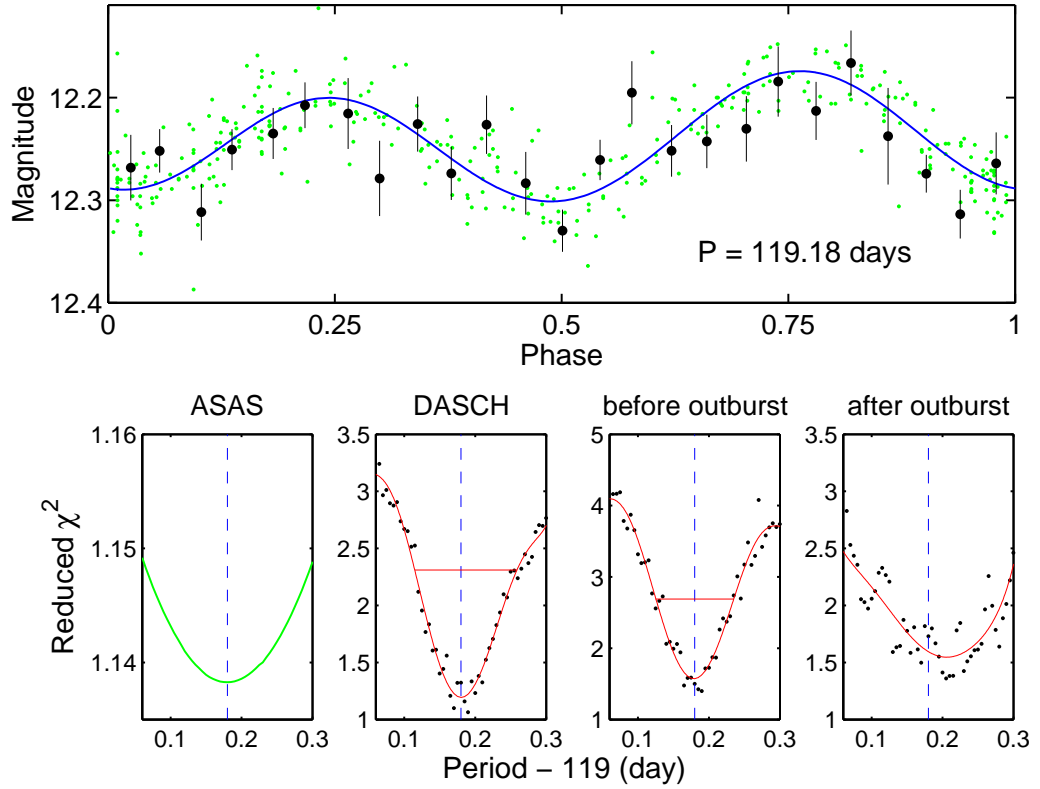 Magnitude
12.2
12.3
12.4
P = 119.18 days
0 0.25 0.5 0.75 1
Phase
ASAS DASCH before outburst after outburst
Reduced χ²
1.16
1.15
1.14
0.1 0.2 0.3
3.5
3
2.5
2
1.5
1
0.1 0.2 0.3
5
4
3
2
1
0.1 0.2 0.3
3.5
3
2.5
2
1.5
1
0.1 0.2 0.3
Period − 119 (day)